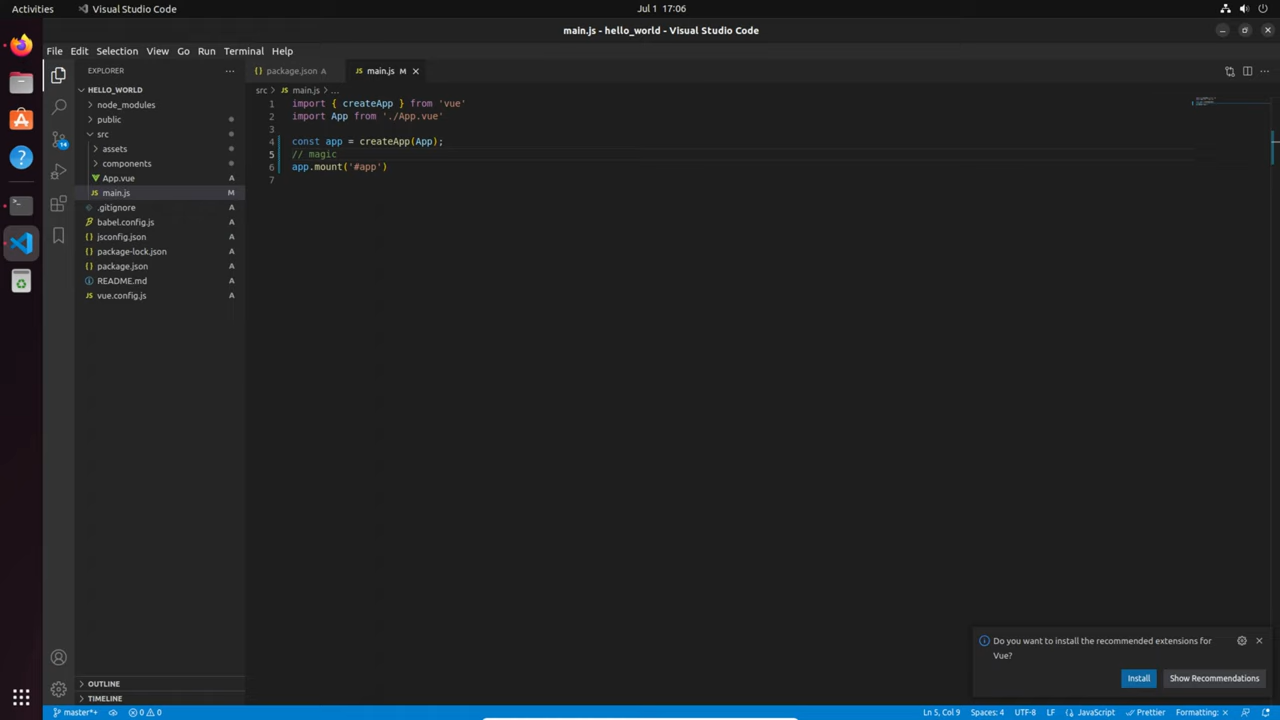 Activities
Visual Studio Code
Jul 1 17:06
main.js - hello_world - Visual Studio Code
File Edit Selection View Go Run Terminal Help
EXPLORER
HELLO_WORLD
node_modules
public
src
assets
components
App.vue A
main.js M
.gitignore A
babel.config.js A
jsconfig.json A
package-lock.json A
package.json A
README.md A
vue.config.js A
OUTLINE
TIMELINE
14
package.json A
main.js M
src > JS main.js > ...
1 import { createApp } from 'vue'
2 import App from './App.vue'
3
4 const app = createApp(App);
5 // magic
6 app.mount('#app')
7
Do you want to install the recommended extensions for
Vue?
Install
Show Recommendations
master*+
0 0
Ln 5, Col 9
Spaces: 4
UTF-8
LF
JavaScript
Prettier
Formatting: ×